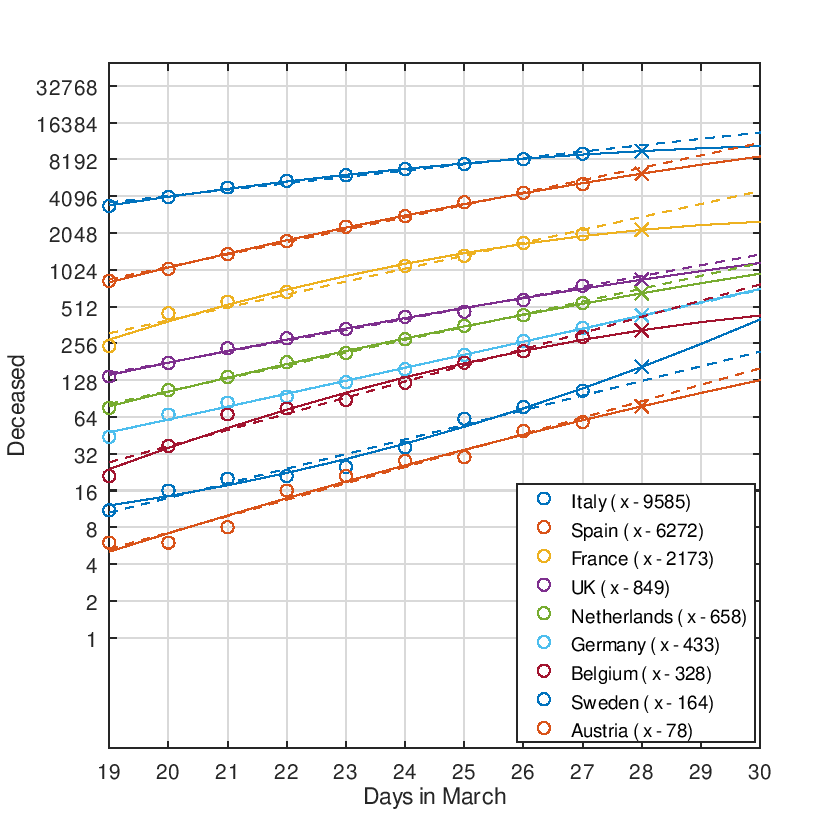 32768
16384
8192
4096
2048
1024
512
256
128
64
32
16
8
4
2
1
Deceased
Italy ( x - 9585)
Spain ( x - 6272)
France ( x - 2173)
UK ( x - 849)
Netherlands ( x - 658)
Germany ( x - 433)
Belgium ( x - 328)
Sweden ( x - 164)
Austria ( x - 78)
19 20 21 22 23 24 25 26 27 28 29 30
Days in March